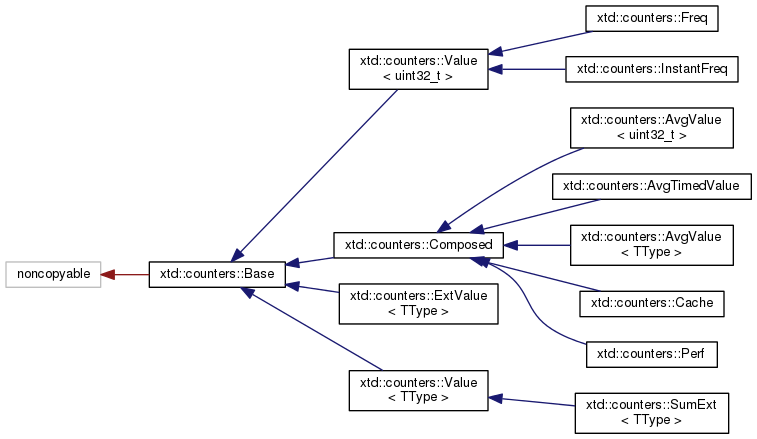 xtd::counters::Freq
xtd::counters::Value
< uint32_t >
xtd::counters::InstantFreq
xtd::counters::AvgValue
< uint32_t >
xtd::counters::AvgTimedValue
xtd::counters::Composed
xtd::counters::AvgValue
< TType >
noncopyable
xtd::counters::Base
xtd::counters::ExtValue
< TType >
xtd::counters::Cache
xtd::counters::Perf
xtd::counters::Value
< TType >
xtd::counters::SumExt
< TType >